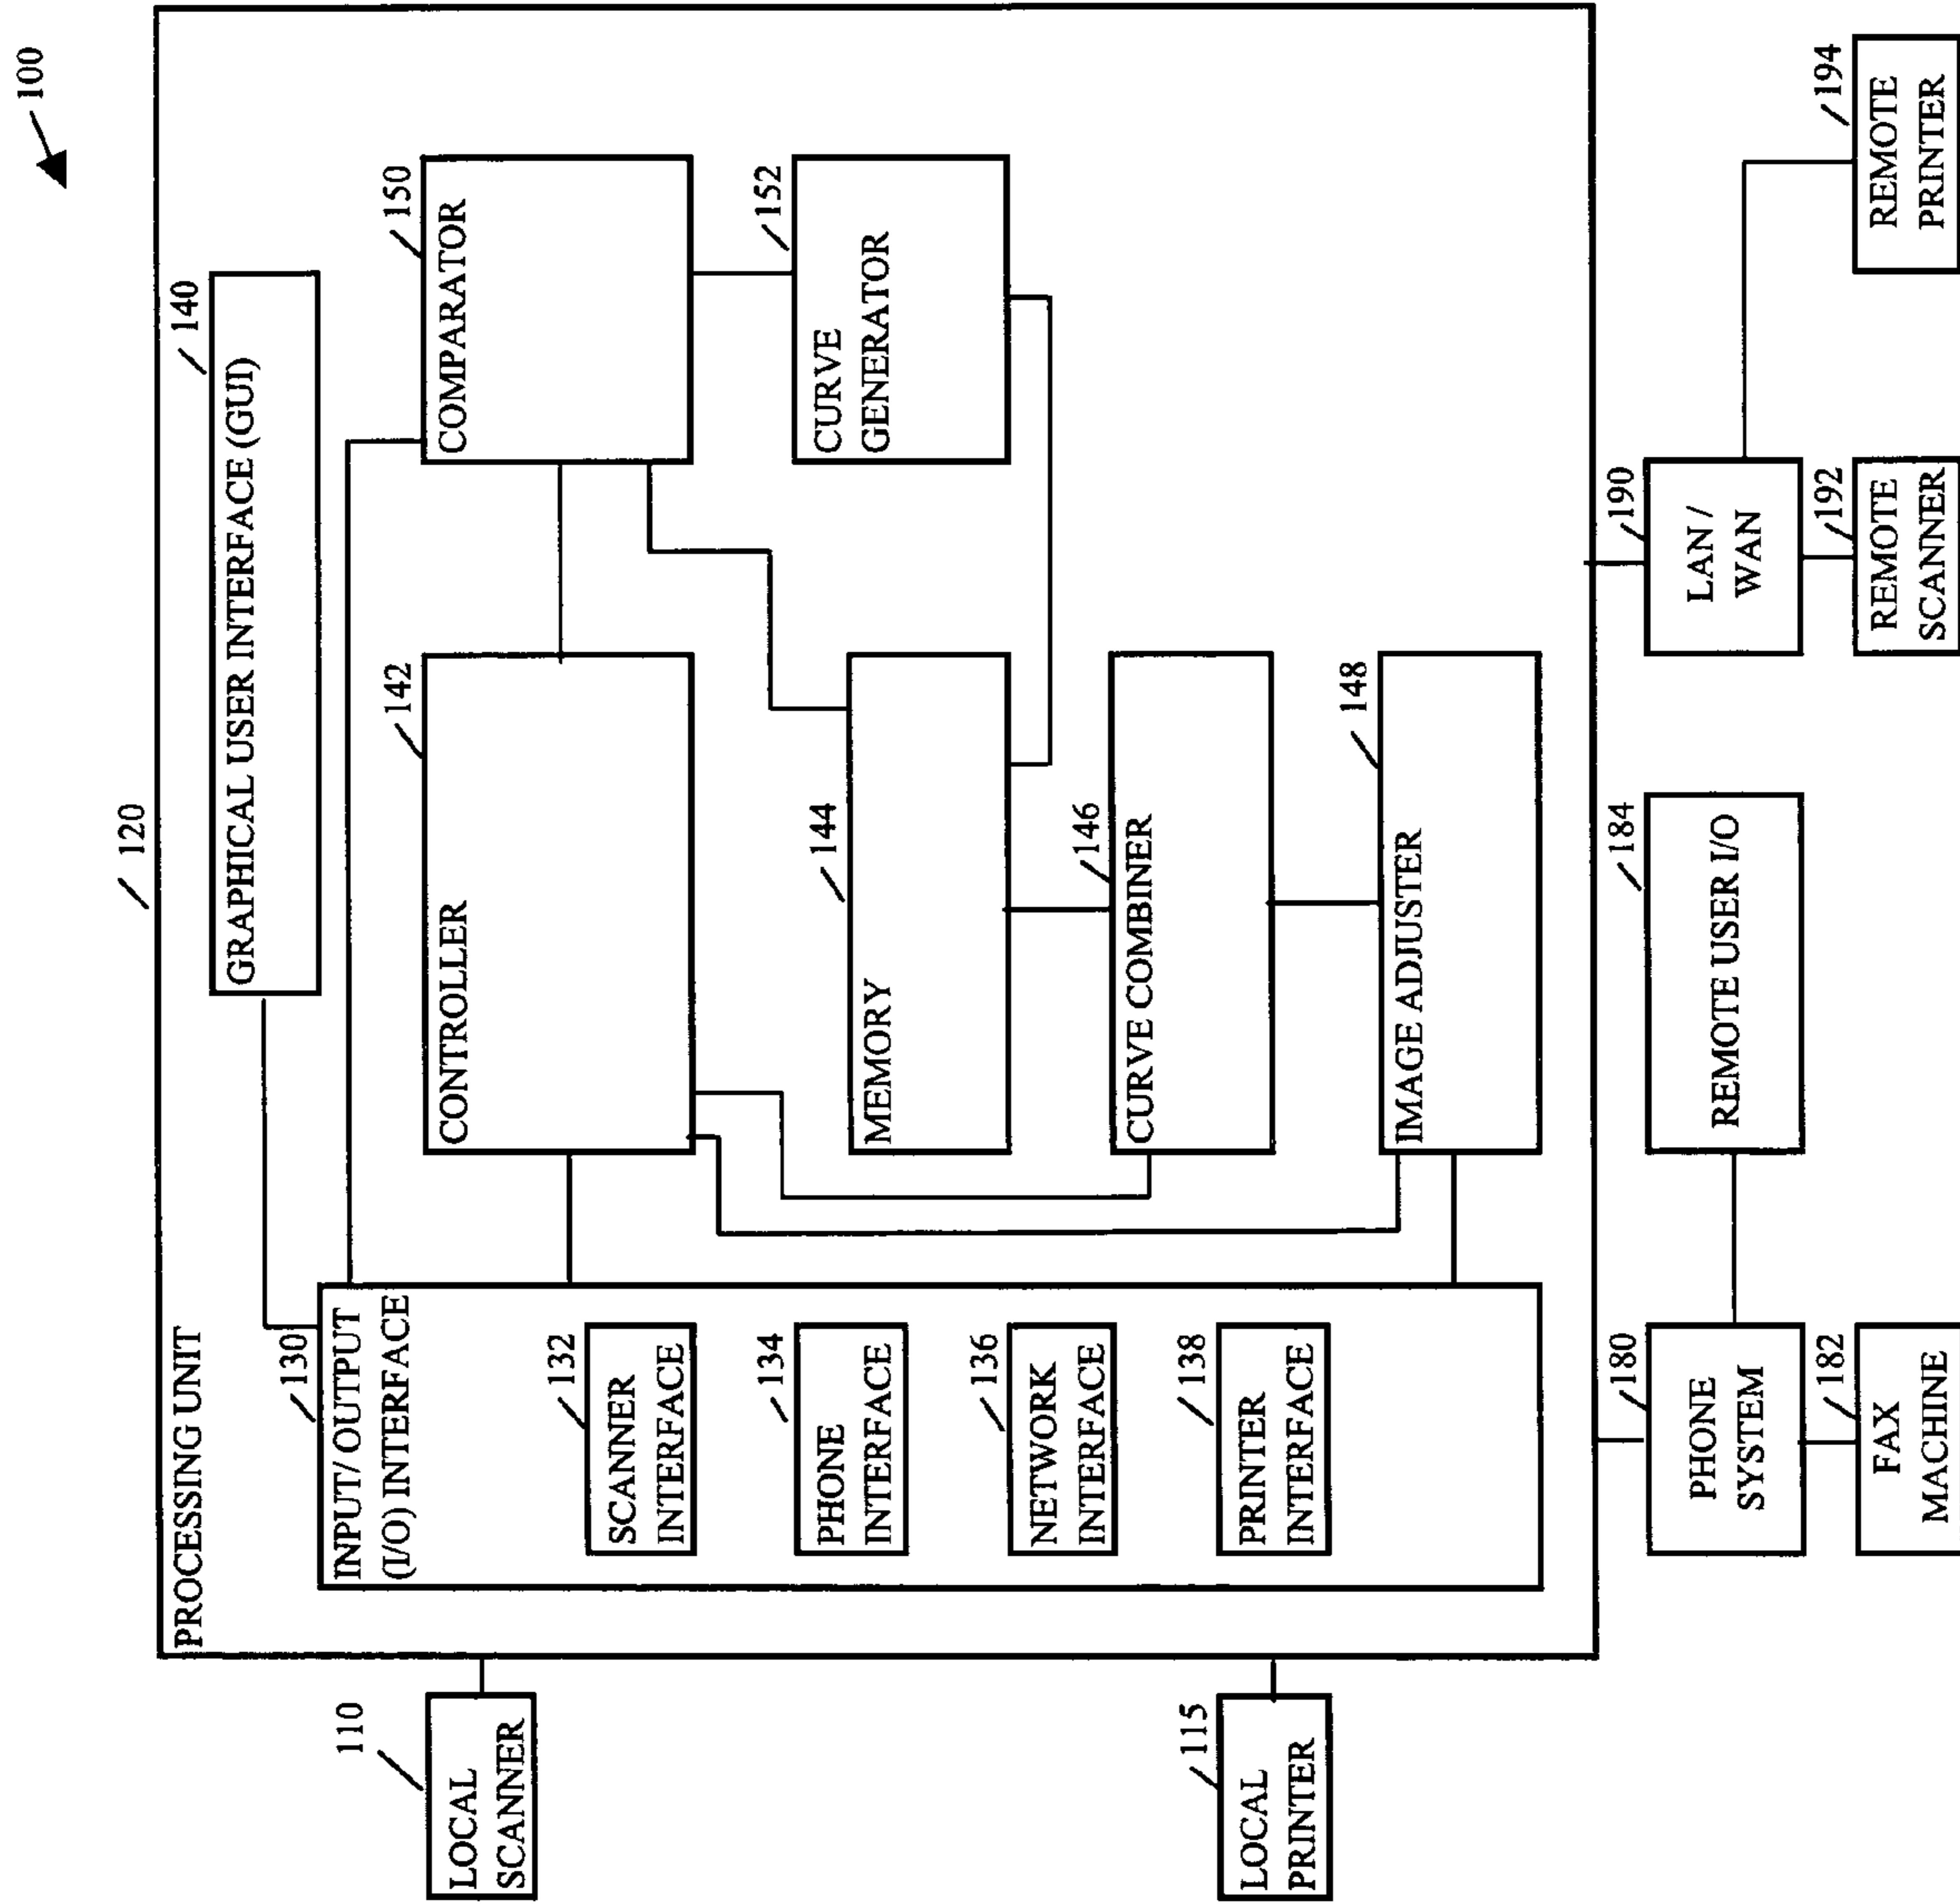 100
120
PROCESSING UNIT
140
GRAPHICAL USER INTERFACE (GUI)
130
INPUT/ OUTPUT
(I/O) INTERFACE
132
SCANNER
INTERFACE
134
PHONE
INTERFACE
136
NETWORK
INTERFACE
138
PRINTER
INTERFACE
142
CONTROLLER
144
MEMORY
146
CURVE COMBINER
148
IMAGE ADJUSTER
150
COMPARATOR
152
CURVE
GENERATOR
110
LOCAL
SCANNER
115
LOCAL
PRINTER
180
PHONE
SYSTEM
182
FAX
MACHINE
184
REMOTE USER I/O
190
LAN /
WAN
192
REMOTE
SCANNER
194
REMOTE
PRINTER